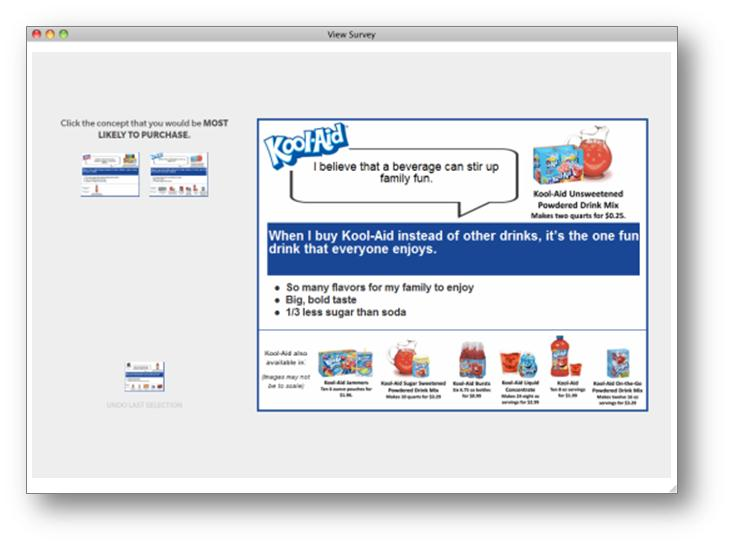 View Survey
Click the concept that you would be MOST
LIKELY TO PURCHASE.
UNDO LAST SELECTION
Kool-Aid
I believe that a beverage can stir up
family fun.
Kool-Aid Unsweetened
Powdered Drink Mix
Makes two quarts for $0.25.
When I buy Kool-Aid instead of other drinks, it's the one fun
drink that everyone enjoys.
• So many flavors for my family to enjoy
• Big, bold taste
• 1/3 less sugar than soda
Kool-Aid also
available in:
(Images may not
be to scale)
Kool-Aid Jammers
Ten 6 ounce pouches for
$1.96.
Kool-Aid Sugar Sweetened
Powdered Drink Mix
Makes 10 quarts for $3.29
Kool-Aid Bursts
Six 6.75 oz bottles
for $0.99
Kool-Aid Liquid
Concentrate
Makes 24 eight oz
servings for $2.99
Kool-Aid
Ten 8 oz servings
for $1.99
Kool-Aid On-the-Go
Powdered Drink Mix
Makes twelve 16 oz
servings for $3.29